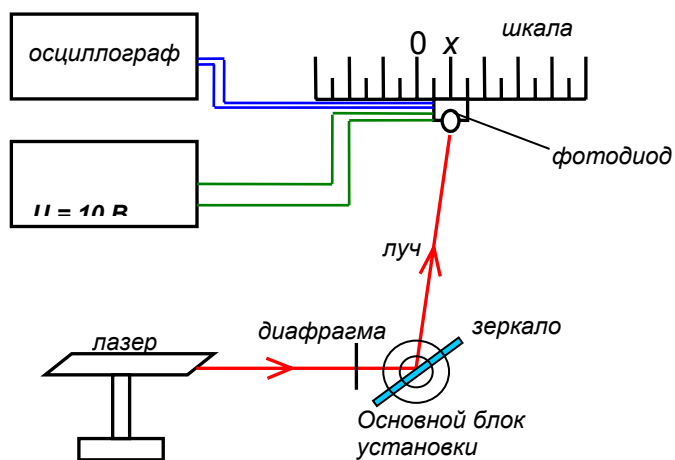 осциллограф
0 x
шкала
фотодиод
U = 10 В
луч
диафрагма
зеркало
лазер
Основной блок
установки